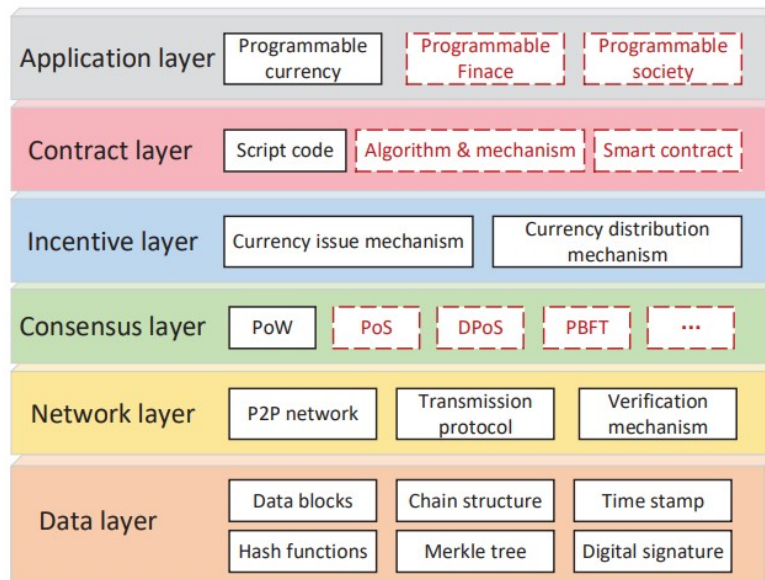 Application layer
Programmable
currency
Programmable
Finace
Programmable
society
Contract layer
Script code
Algorithm & mechanism
Smart contract
Incentive layer
Currency issue mechanism
Currency distribution
mechanism
Consensus layer
PoW
PoS
DPoS
PBFT
···
Network layer
P2P network
Transmission
protocol
Verification
mechanism
Data layer
Data blocks
Chain structure
Time stamp
Hash functions
Merkle tree
Digital signature